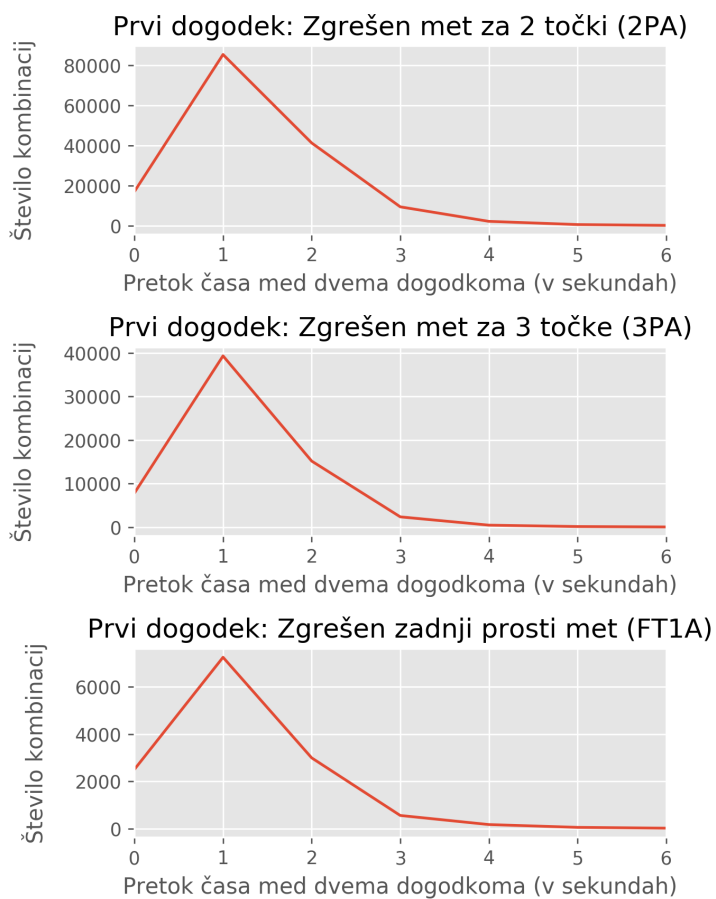 Prvi dogodek: Zgrešen met za 2 točki (2PA)
Število kombinacij
80000
60000
40000
20000
0
0 1 2 3 4 5 6
Pretok časa med dvema dogodkoma (v sekundah)
Prvi dogodek: Zgrešen met za 3 točke (3PA)
Število kombinacij
40000
30000
20000
10000
0
0 1 2 3 4 5 6
Pretok časa med dvema dogodkoma (v sekundah)
Prvi dogodek: Zgrešen zadnji prosti met (FT1A)
Število kombinacij
6000
4000
2000
0
0 1 2 3 4 5 6
Pretok časa med dvema dogodkoma (v sekundah)